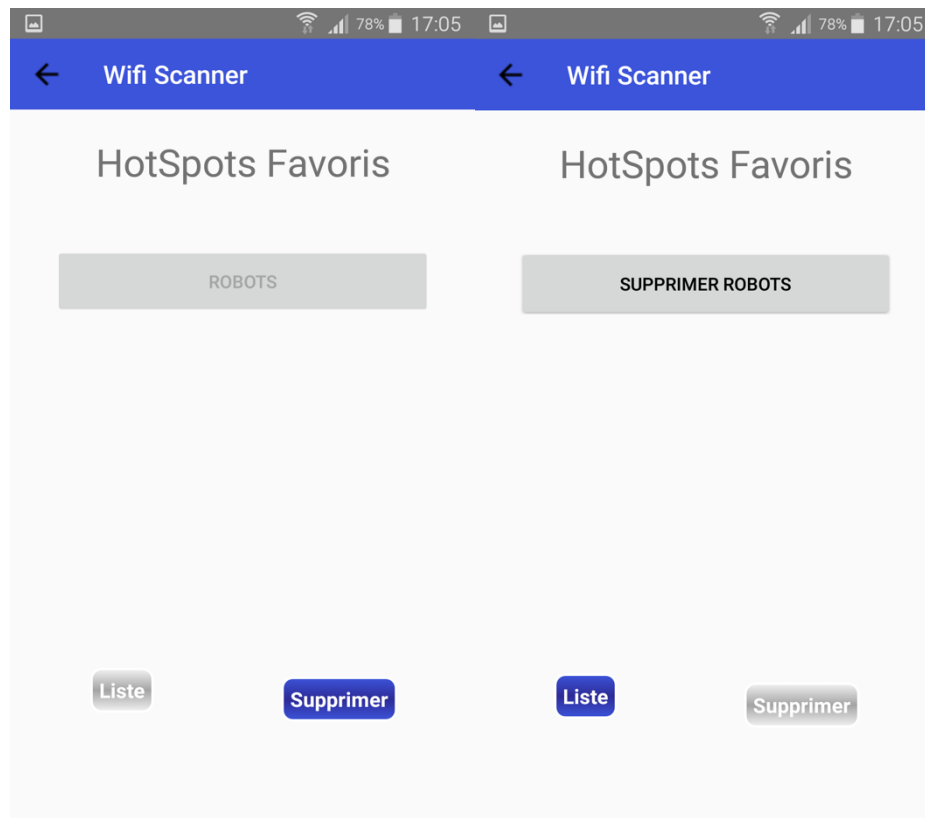 78% 17:05
Wifi Scanner
HotSpots Favoris
ROBOTS
Liste
Supprimer
78% 17:05
Wifi Scanner
HotSpots Favoris
SUPPRIMER ROBOTS
Liste
Supprimer